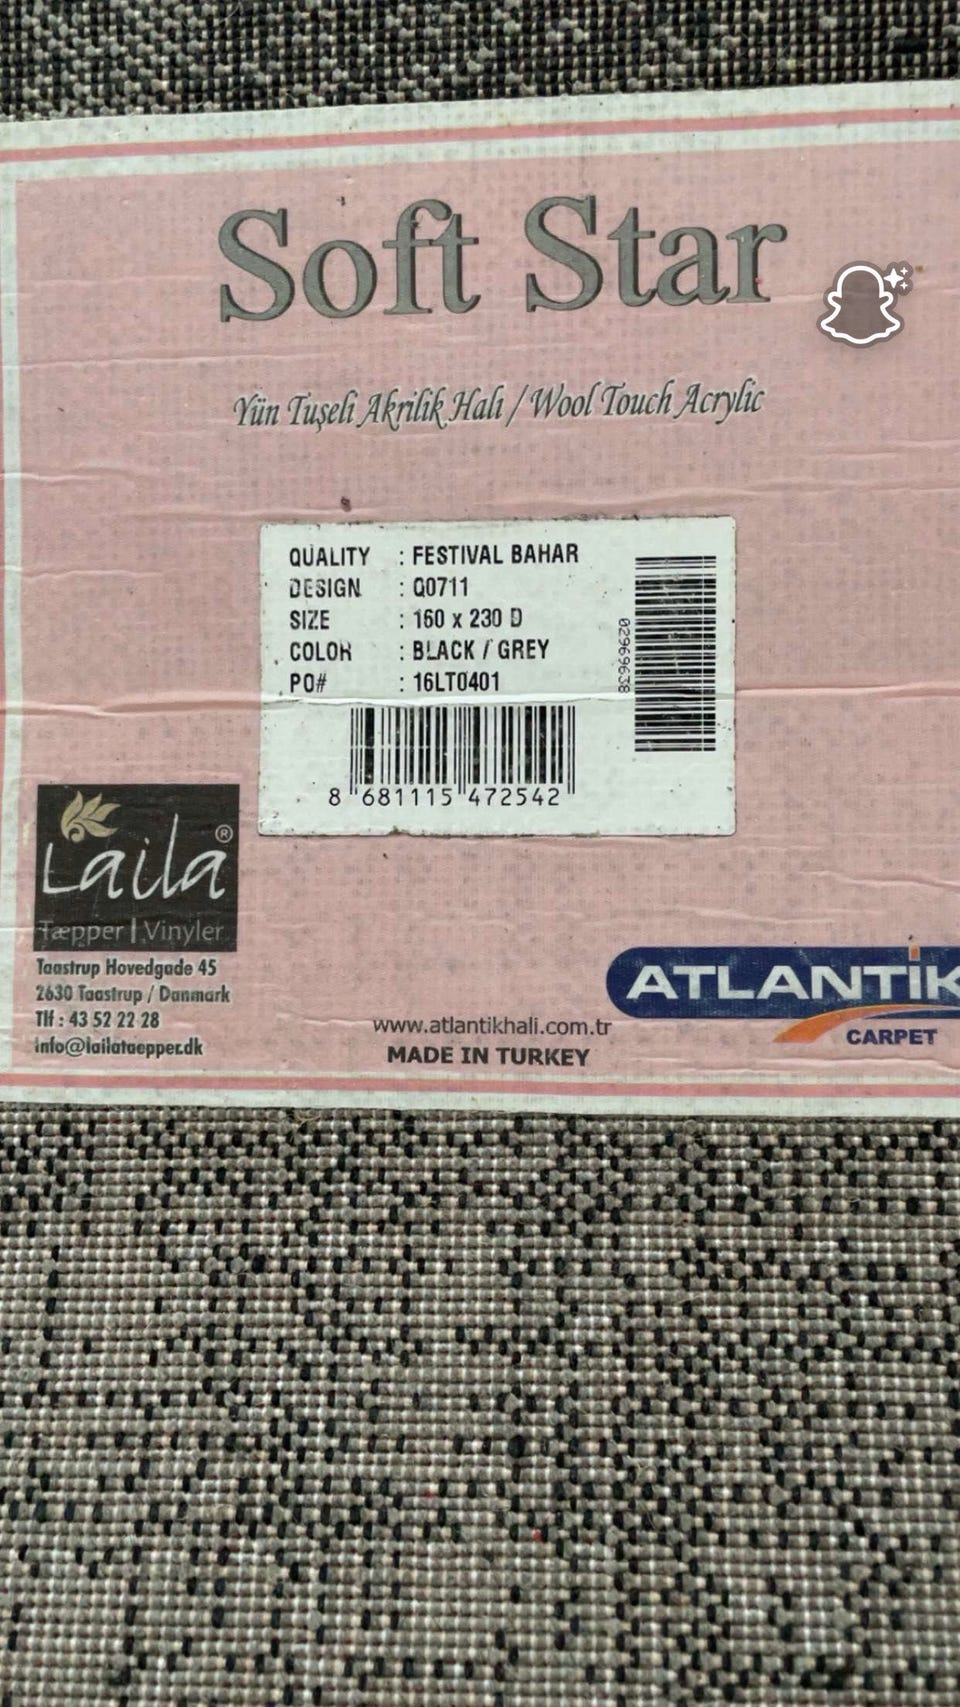 Soft Star
Yün Tuşeli Akrilik Halı / Wool Touch Acrylic
QUALITY : FESTIVAL BAHAR
DESIGN : Q0711
SIZE : 160 x 230 D
COLOR : BLACK / GREY
PO# : 16LT0401
02969638
8 681115 472542
Laila®
Tæpper | Vinyler
Taastrup Hovedgade 45
2630 Taastrup / Danmark
Tlf : 43 52 22 28
info@lailataepper.dk
www.atlantikhali.com.tr
MADE IN TURKEY
ATLANTİK
CARPET